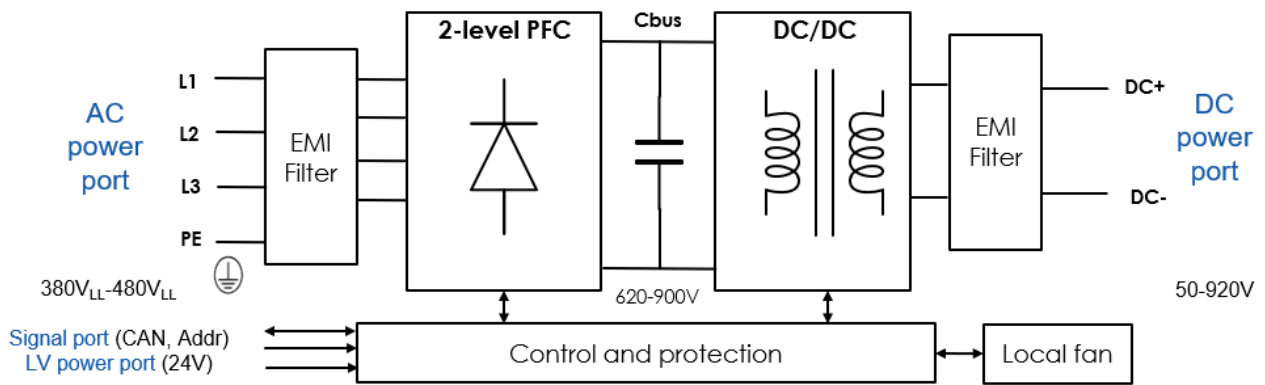 2-level PFC
Cbus
DC/DC
AC
power
port
L1
L2
L3
PE
EMI
Filter
EMI
Filter
DC+
DC-
DC
power
port
380VLL-480VLL
620-900V
50-920V
Signal port (CAN, Addr)
LV power port (24V)
Control and protection
Local fan